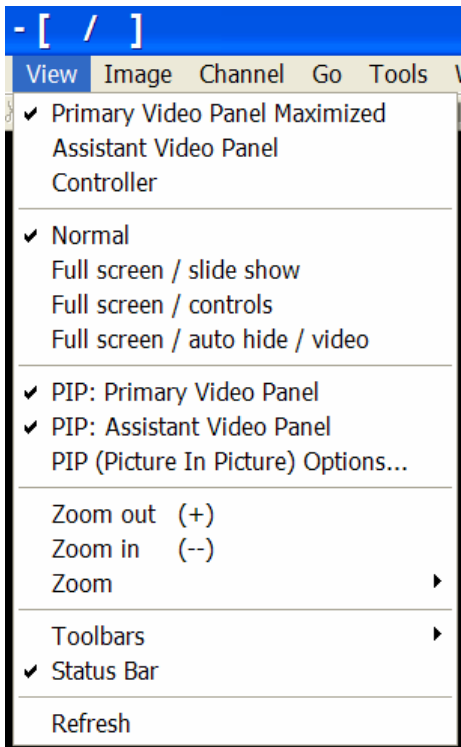 - [ / ]
View Image Channel Go Tools
Primary Video Panel Maximized
Assistant Video Panel
Controller
Normal
Full screen / slide show
Full screen / controls
Full screen / auto hide / video
PIP: Primary Video Panel
PIP: Assistant Video Panel
PIP (Picture In Picture) Options...
Zoom out (+)
Zoom in (--)
Zoom
Toolbars
Status Bar
Refresh